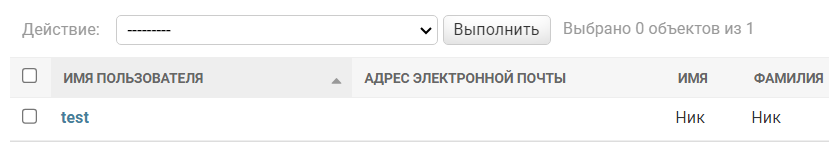 Действие: --------- Выполнить Выбрано 0 объектов из 1
ИМЯ ПОЛЬЗОВАТЕЛЯ АДРЕС ЭЛЕКТРОННОЙ ПОЧТЫ ИМЯ ФАМИЛИЯ
test Ник Ник